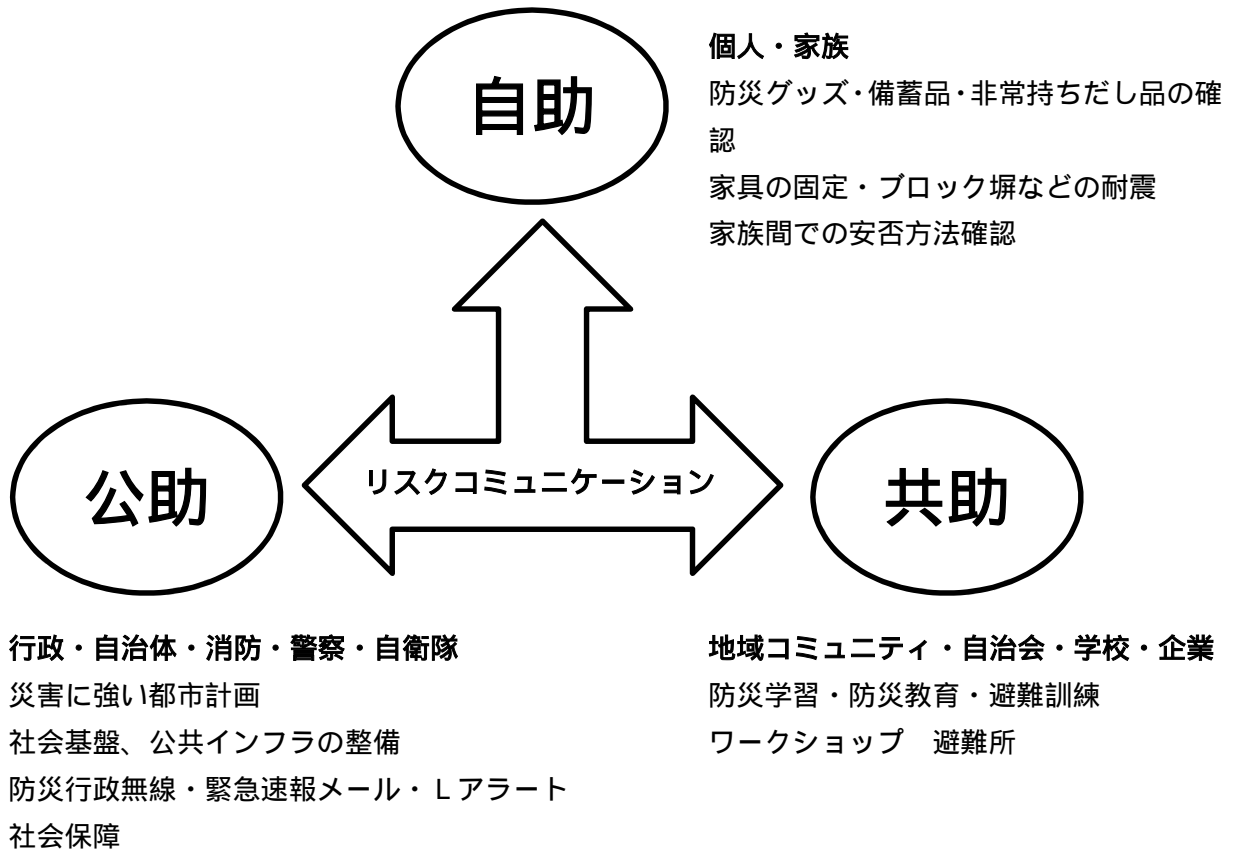 自助
個人・家族
防災グッズ・備蓄品・非常持ちだし品の確
認
家具の固定・ブロック塀などの耐震
家族間での安否方法確認
リスクコミュニケーション
公助
行政・自治体・消防・警察・自衛隊
災害に強い都市計画
社会基盤、公共インフラの整備
防災行政無線・緊急速報メール・Lアラート
社会保障
共助
地域コミュニティ・自治会・学校・企業
防災学習・防災教育・避難訓練
ワークショップ　避難所